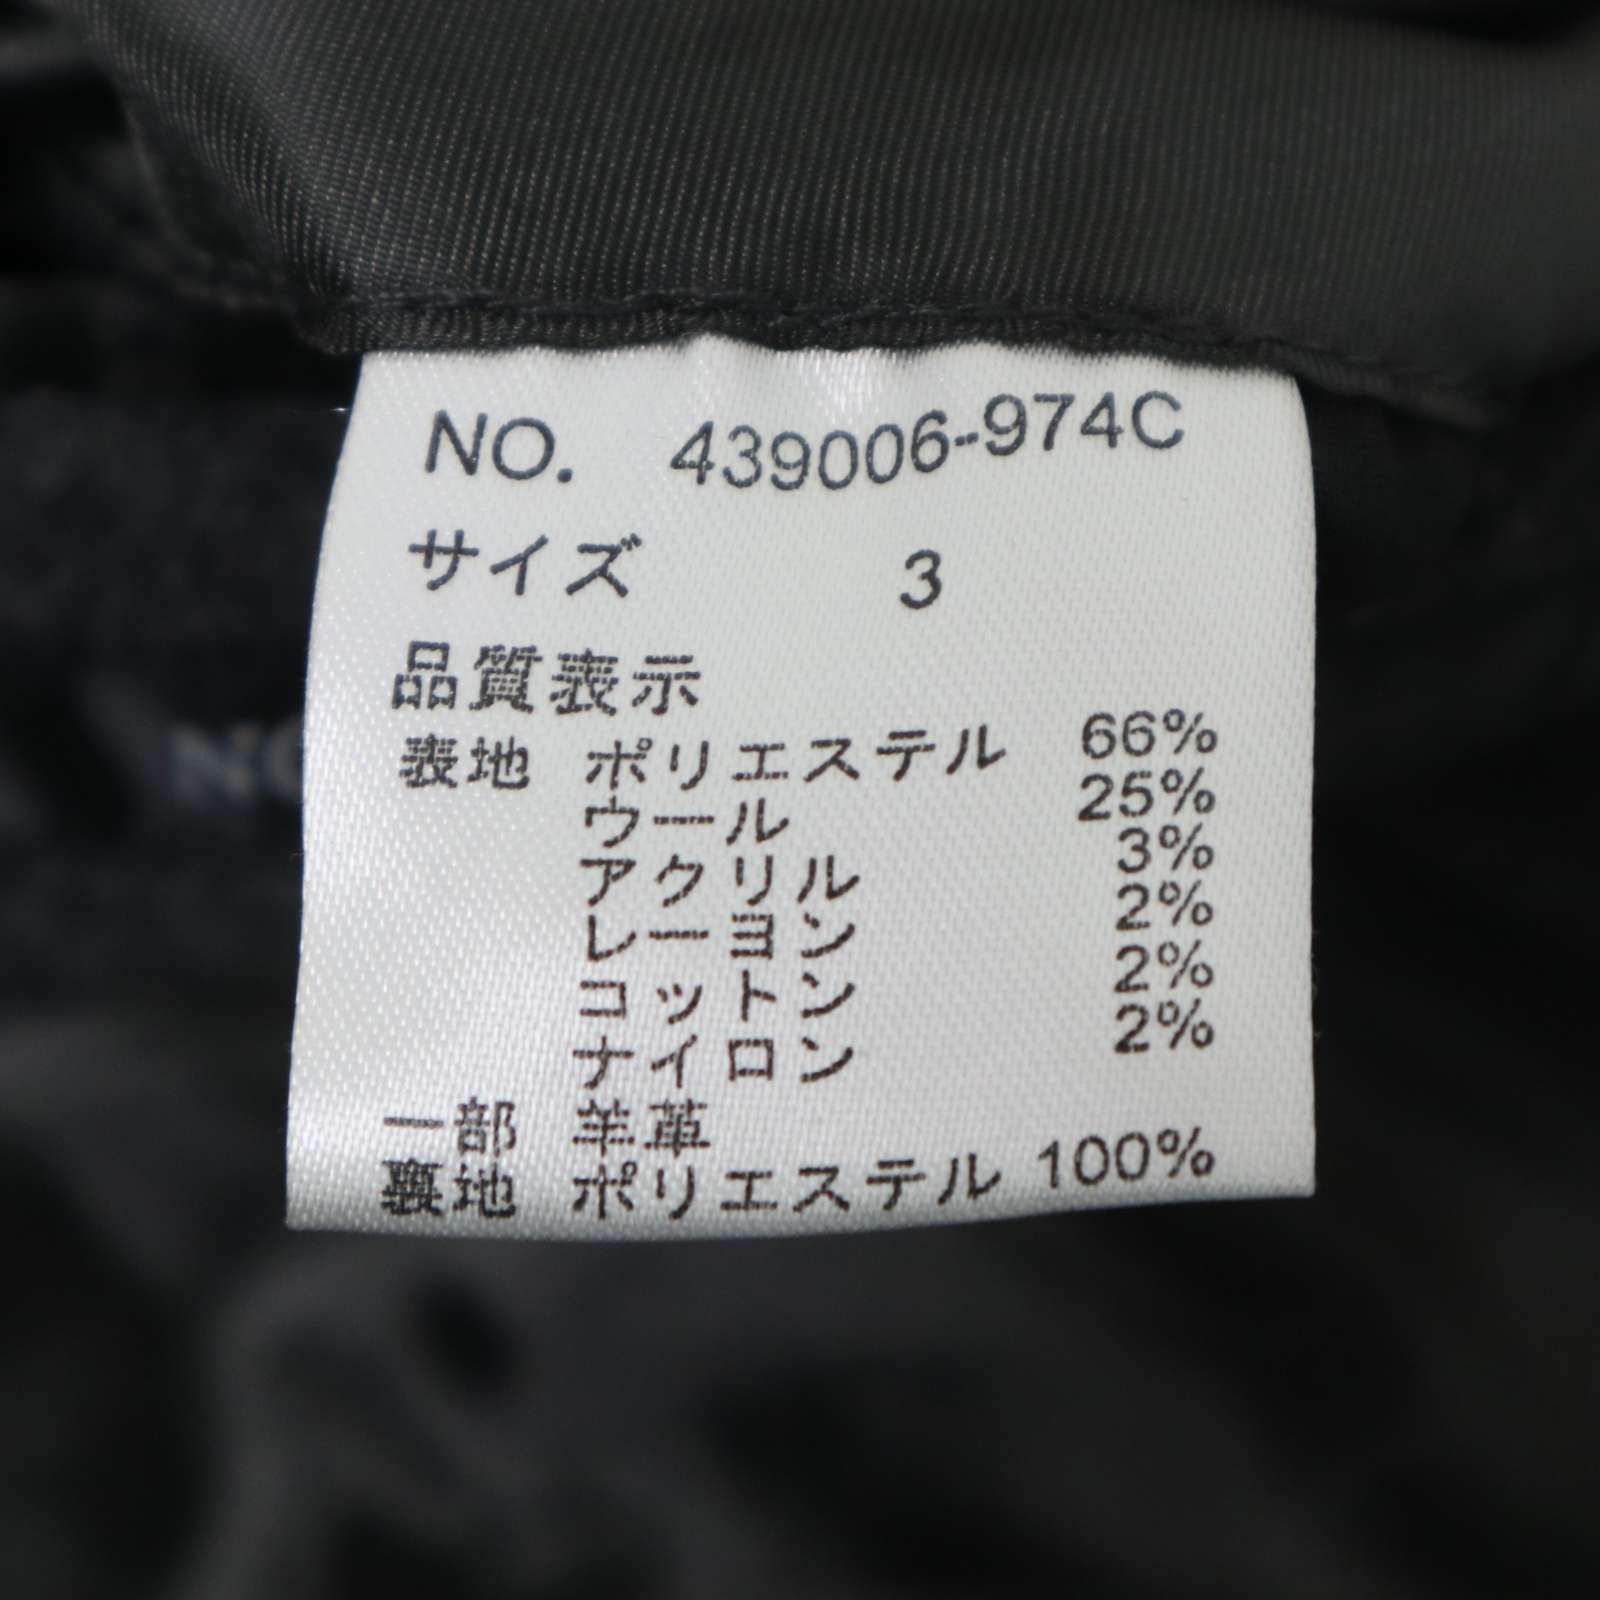 NO. 439006-974C
サイズ 3
品質表示
表地 ポリエステル 66%
ウール 25%
アクリル 3%
レーヨン 2%
コットン 2%
ナイロン 2%
一部 羊革
裏地 ポリエステル 100%